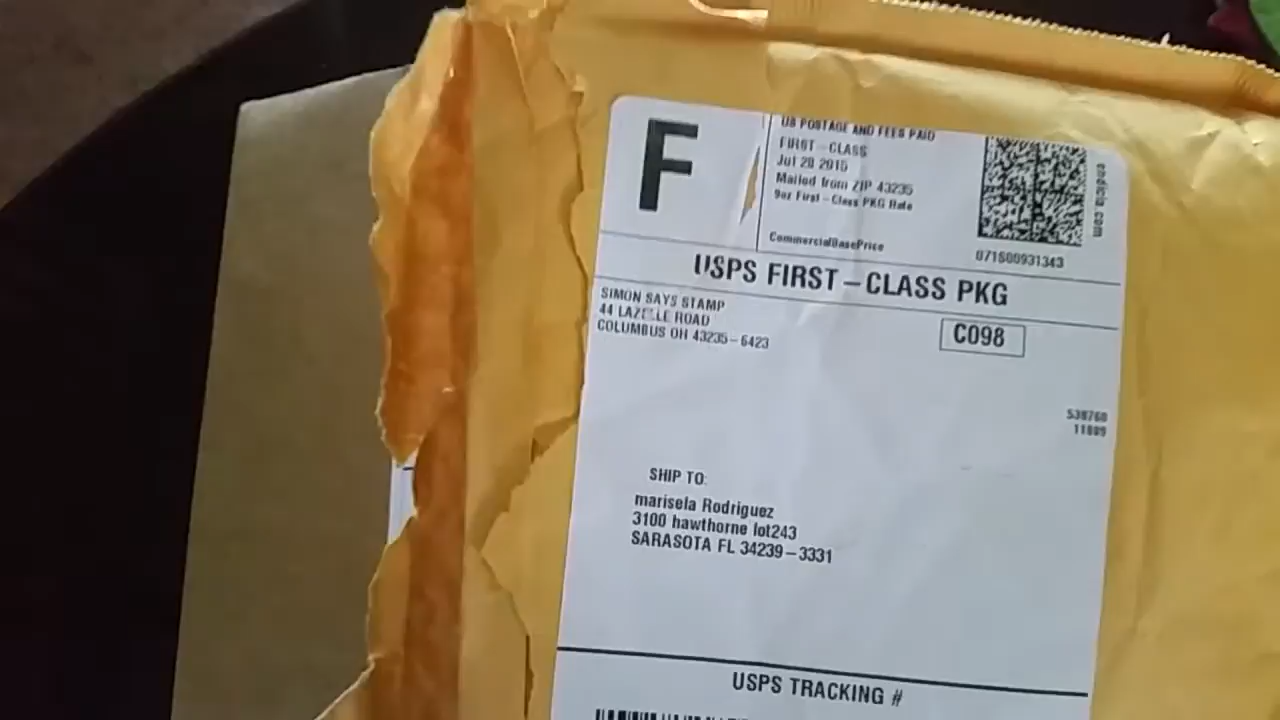 F
US POSTAGE AND FEES PAID
FIRST-CLASS
Jul 20 2015
Mailed from ZIP 43235
9oz First-Class PKG Rate
CommercialBasePrice
endicia.com
071S00931343
USPS FIRST-CLASS PKG
SIMON SAYS STAMP
44 LAZELLE ROAD
COLUMBUS OH 43235-6423
C098
538760
11889
SHIP TO:
marisela Rodriguez
3100 hawthorne lot243
SARASOTA FL 34239-3331
USPS TRACKING #